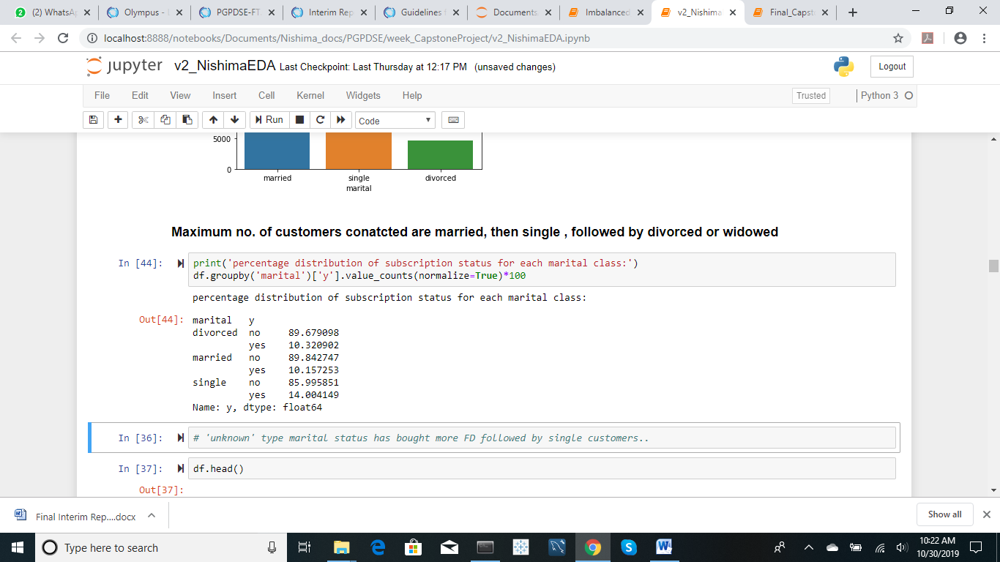 (2) WhatsAp
Olympus -
PGPDSE-FT
Interim Rep
Guidelines
Documents
Imbalanced
v2_Nishima
Final_Capst
localhost:8888/notebooks/Documents/Nishima_docs/PGPDSE/week_CapstoneProject/v2_NishimaEDA.ipynb
jupyter v2_NishimaEDA Last Checkpoint: Last Thursday at 12:17 PM (unsaved changes)
Logout
File Edit View Insert Cell Kernel Widgets Help
Trusted
Python 3
Run
Code
5000
0
married single divorced
marital
Maximum no. of customers conatcted are married, then single , followed by divorced or widowed
In [44]: print('percentage distribution of subscription status for each marital class:')
df.groupby('marital')['y'].value_counts(normalize=True)*100
percentage distribution of subscription status for each marital class:
Out[44]: marital y
divorced no 89.679098
yes 10.320902
married no 89.842747
yes 10.157253
single no 85.995851
yes 14.004149
Name: y, dtype: float64
In [36]: # 'unknown' type marital status has bought more FD followed by single customers..
In [37]: df.head()
Out[37]:
Final Interim Rep....docx
Show all
Type here to search
10:22 AM
10/30/2019